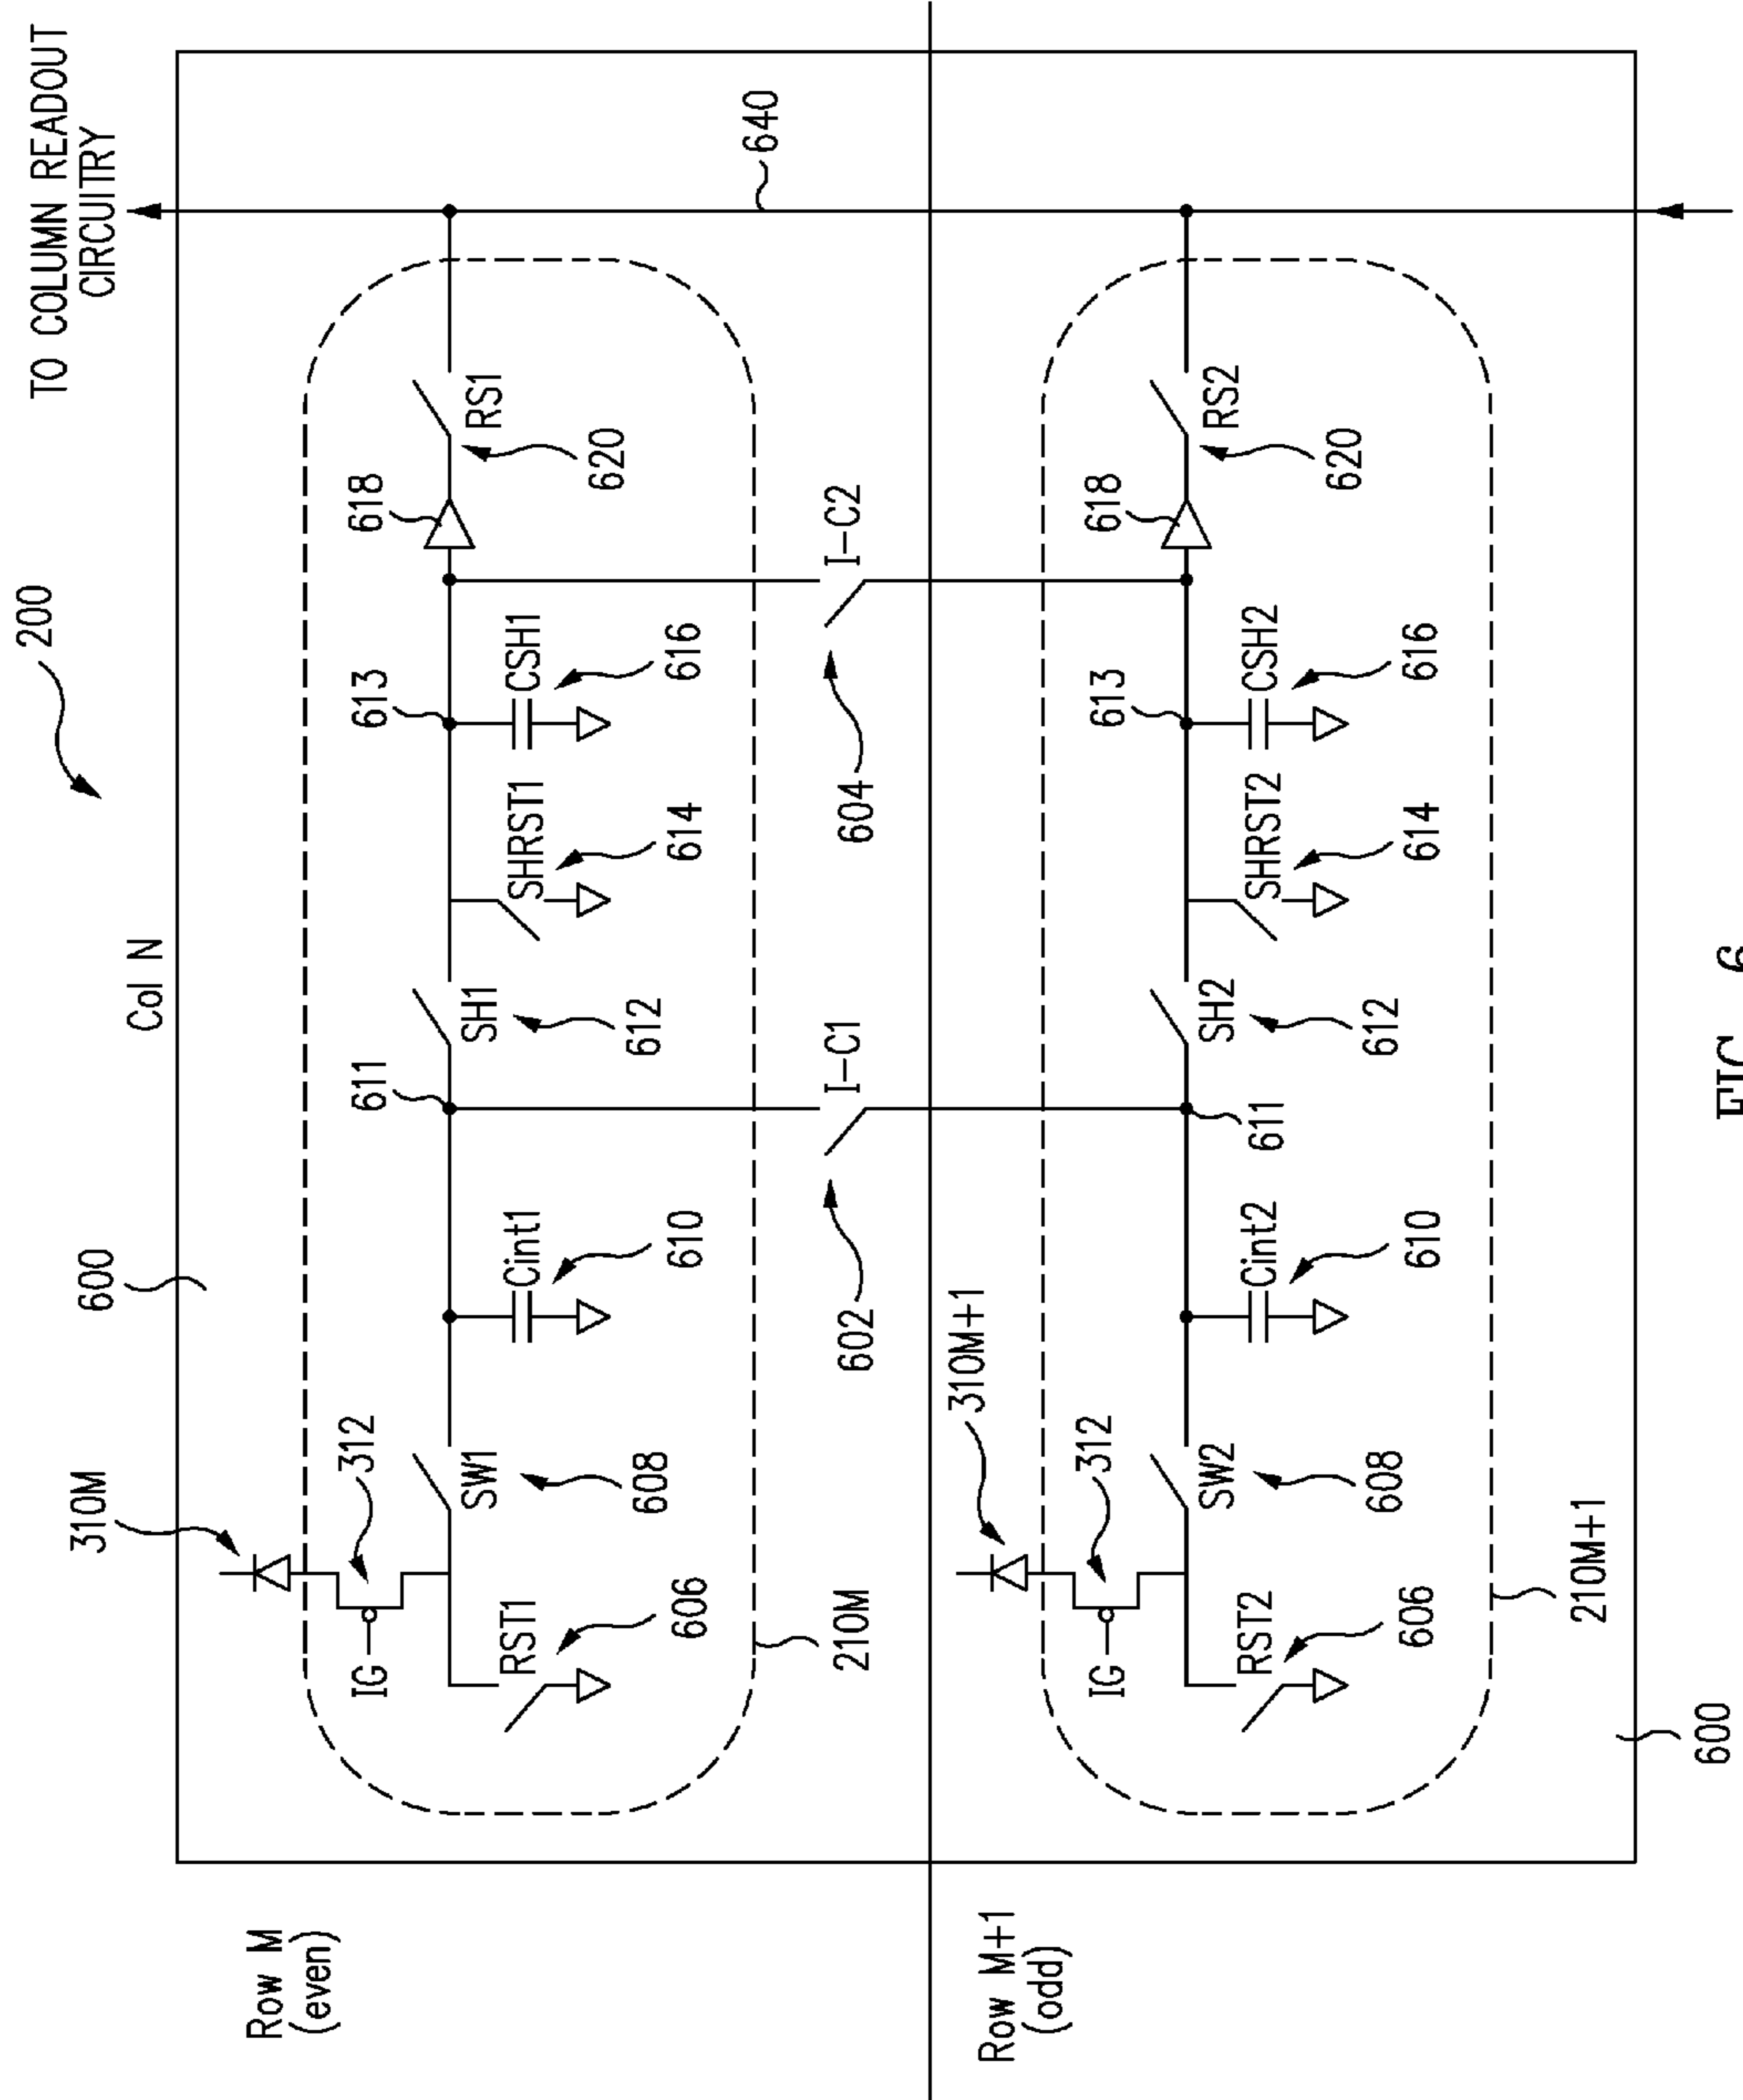 200
TO COLUMN READOUT
CIRCUITRY
Col N
600
310M
312
IG
RST1
606
SW1
608
Cint1
610
611
SH1
612
SHRST1
614
613
CSH1
616
618
RS1
620
640
Row M
(even)
210M
602
I-C1
604
I-C2
Row M+1
(odd)
310M+1
312
IG
RST2
606
SW2
608
Cint2
610
611
SH2
612
SHRST2
614
613
CSH2
616
618
RS2
620
210M+1
600
FIG. 6